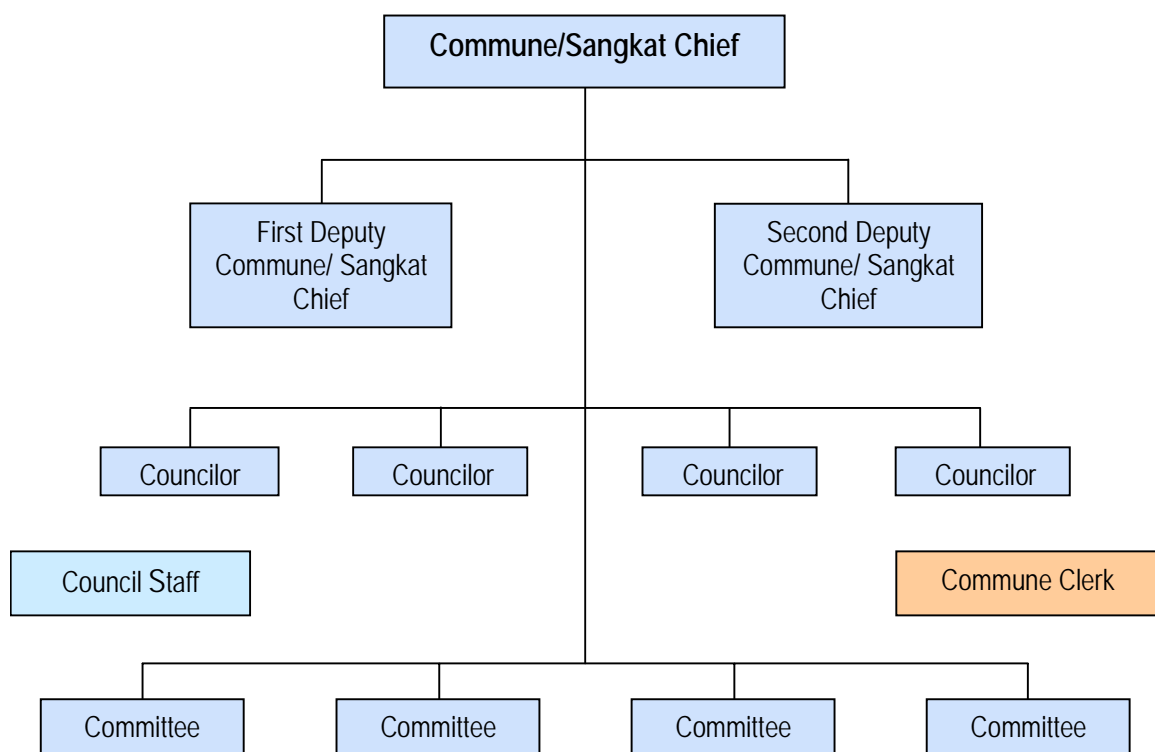 Commune/Sangkat Chief
First Deputy
Commune/ Sangkat
Chief
Second Deputy
Commune/ Sangkat
Chief
Councilor
Councilor
Councilor
Councilor
Council Staff
Commune Clerk
Committee
Committee
Committee
Committee